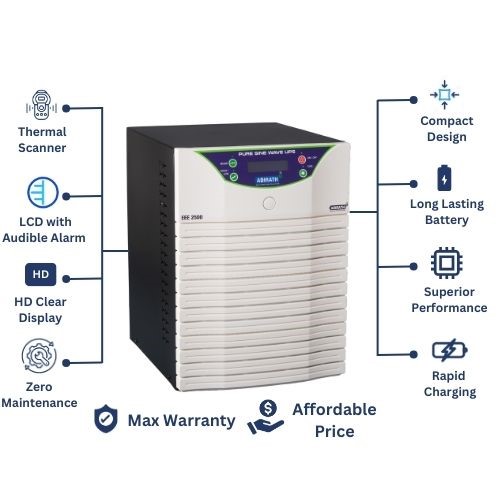 Thermal
Scanner
LCD with
Audible Alarm
HD
HD Clear
Display
Zero
Maintenance
PURE SINE WAVE UPS
ADIRATH
EEE 2500
Compact
Design
Long Lasting
Battery
Superior
Performance
Rapid
Charging
Max Warranty
$
Affordable
Price